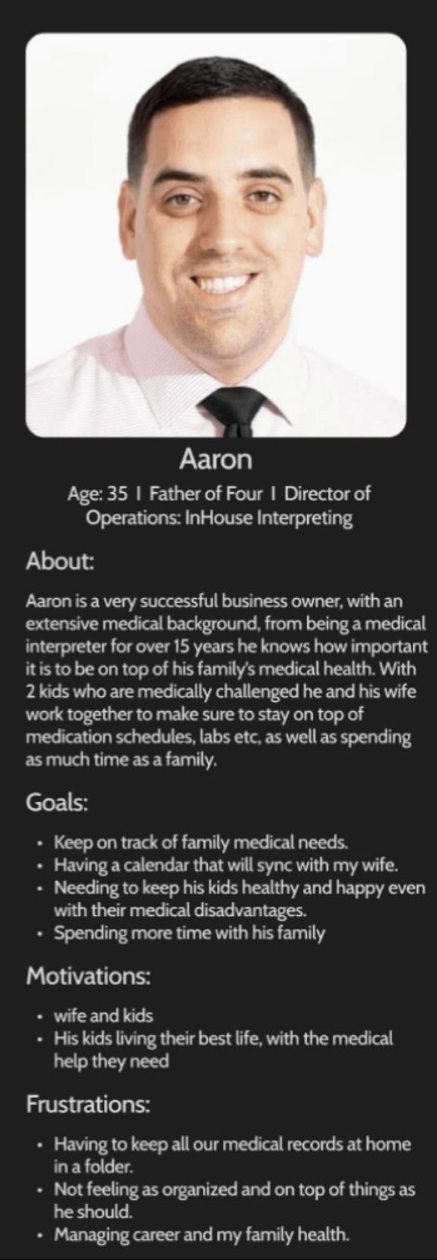 Aaron
Age: 35 I Father of Four I Director of
Operations: InHouse Interpreting
About:
Aaron is a very successful business owner, with an
extensive medical background, from being a medical
interpreter for over 15 years he knows how important
it is to be on top of his family's medical health. With
2 kids who are medically challenged he and his wife
work together to make sure to stay on top of
medication schedules, labs etc, as well as spending
as much time as a family.
Goals:
• Keep on track of family medical needs.
• Having a calendar that will sync with my wife.
• Needing to keep his kids healthy and happy even
with their medical disadvantages.
• Spending more time with his family
Motivations:
• wife and kids
• His kids living their best life, with the medical
help they need
Frustrations:
• Having to keep all our medical records at home
in a folder.
• Not feeling as organized and on top of things as
he should.
• Managing career and my family health.